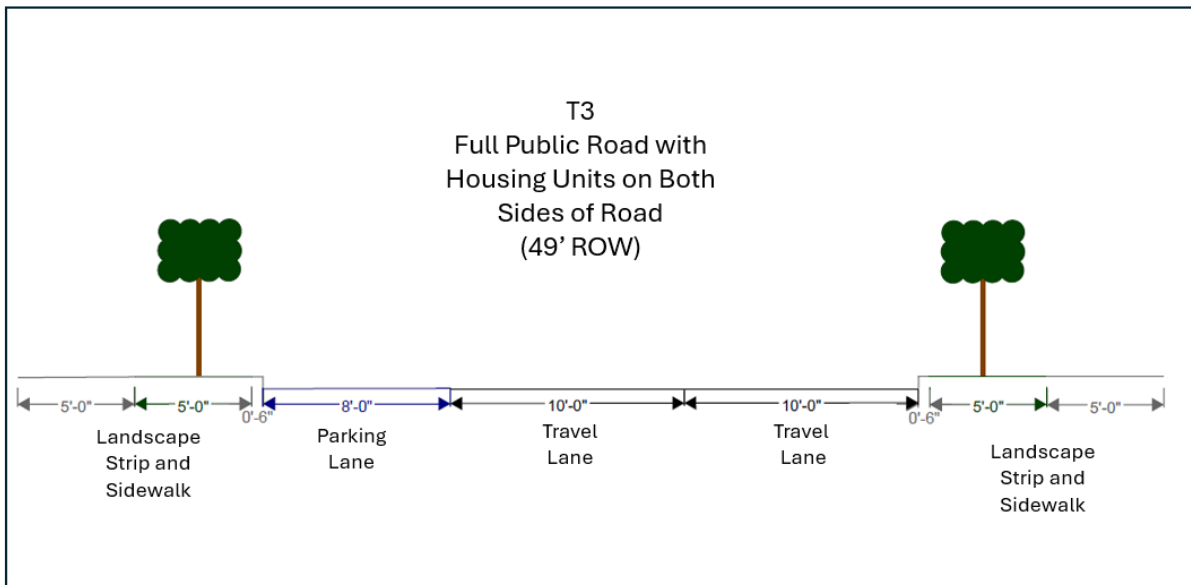 T3
Full Public Road with
Housing Units on Both
Sides of Road
(49’ ROW)
5'-0"
5'-0"
0'-6"
8'-0"
10'-0"
10'-0"
0'-6"
5'-0"
5'-0"
Landscape
Strip and
Sidewalk
Parking
Lane
Travel
Lane
Travel
Lane
Landscape
Strip and
Sidewalk